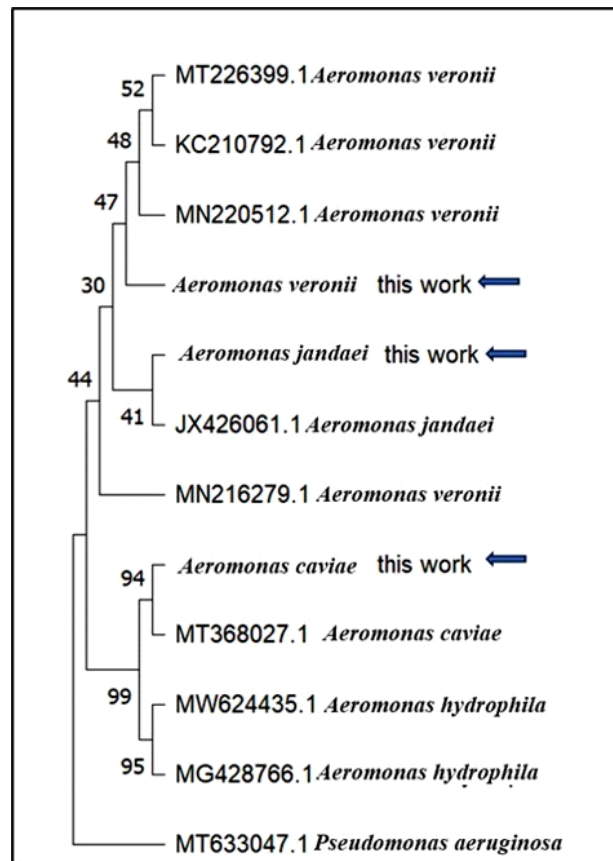 52
MT226399.1 Aeromonas veronii
48
KC210792.1 Aeromonas veronii
47
MN220512.1 Aeromonas veronii
30
Aeromonas veronii this work
Aeromonas jandaei this work
44
41
JX426061.1 Aeromonas jandaei
MN216279.1 Aeromonas veronii
94
Aeromonas caviae this work
MT368027.1 Aeromonas caviae
99
MW624435.1 Aeromonas hydrophila
95
MG428766.1 Aeromonas hydrophila
MT633047.1 Pseudomonas aeruginosa